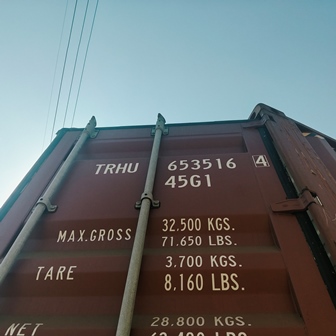 TRHU 653516 4
45G1
MAX.GROSS 32.500 KGS.
71.650 LBS.
TARE 3.700 KGS.
8.160 LBS.
NET 28.800 KGS.